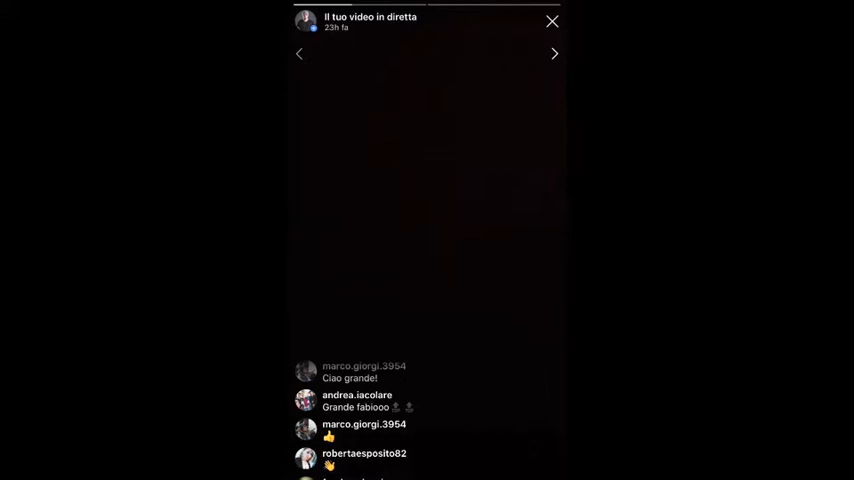 Il tuo video in diretta
23h fa
marco.giorgi.3954
Ciao grande!
andrea.iacolare
Grande fabiooo
marco.giorgi.3954
👍
robertaesposito82
👋